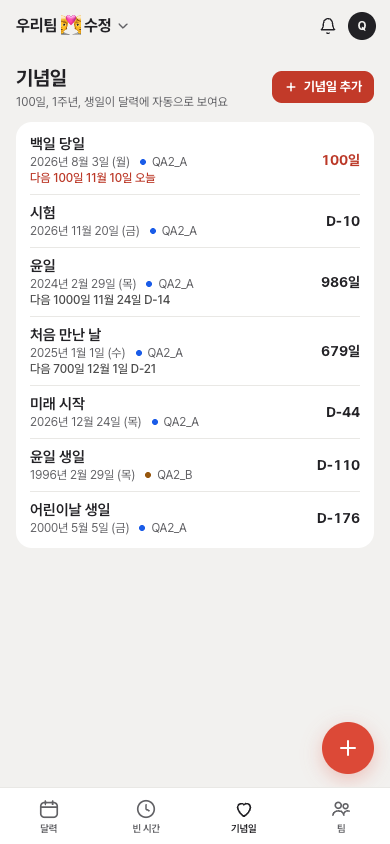 우리팀💏수정
Q
기념일
100일, 1주년, 생일이 달력에 자동으로 보여요
+ 기념일 추가
백일 당일
2026년 8월 3일 (월) • QA2_A
다음 100일 11월 10일 오늘
100일
시험
2026년 11월 20일 (금) • QA2_A
D-10
윤일
2024년 2월 29일 (목) • QA2_A
다음 1000일 11월 24일 D-14
986일
처음 만난 날
2025년 1월 1일 (수) • QA2_A
다음 700일 12월 1일 D-21
679일
미래 시작
2026년 12월 24일 (목) • QA2_A
D-44
윤일 생일
1996년 2월 29일 (목) • QA2_B
D-110
어린이날 생일
2000년 5월 5일 (금) • QA2_A
D-176
달력
빈 시간
기념일
팀